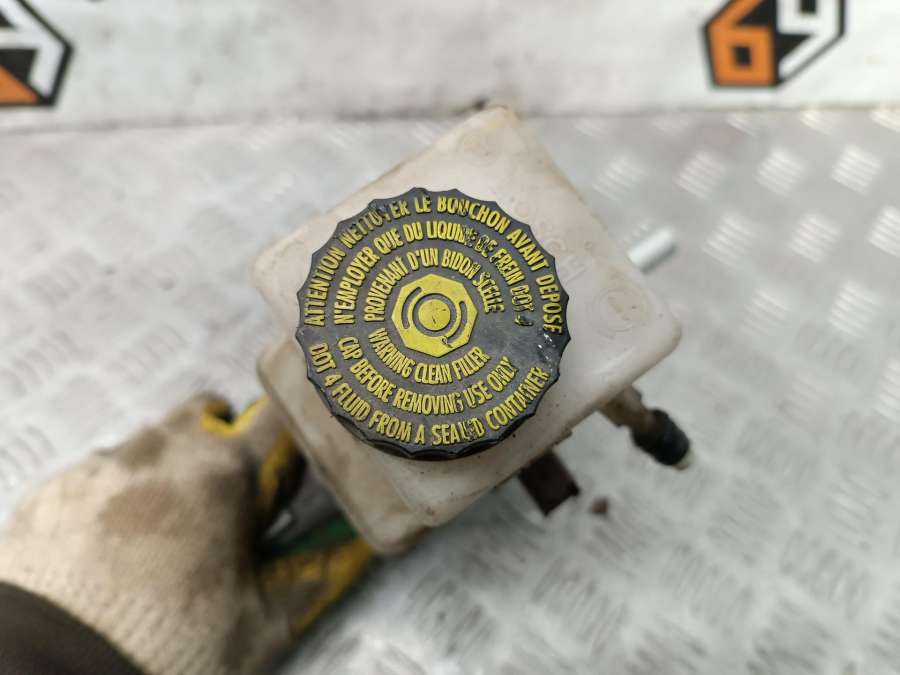 ATTENTION NETTOYER LE BOUCHON AVANT DEPOSE
N'EMPLOYER QUE DU LIQUIDE DE FREIN DOT 4
PROVENANT D'UN BIDON SCELLE
WARNING CLEAN FILLER
CAP BEFORE REMOVING USE ONLY
DOT 4 FLUID FROM A SEALED CONTAINER
69